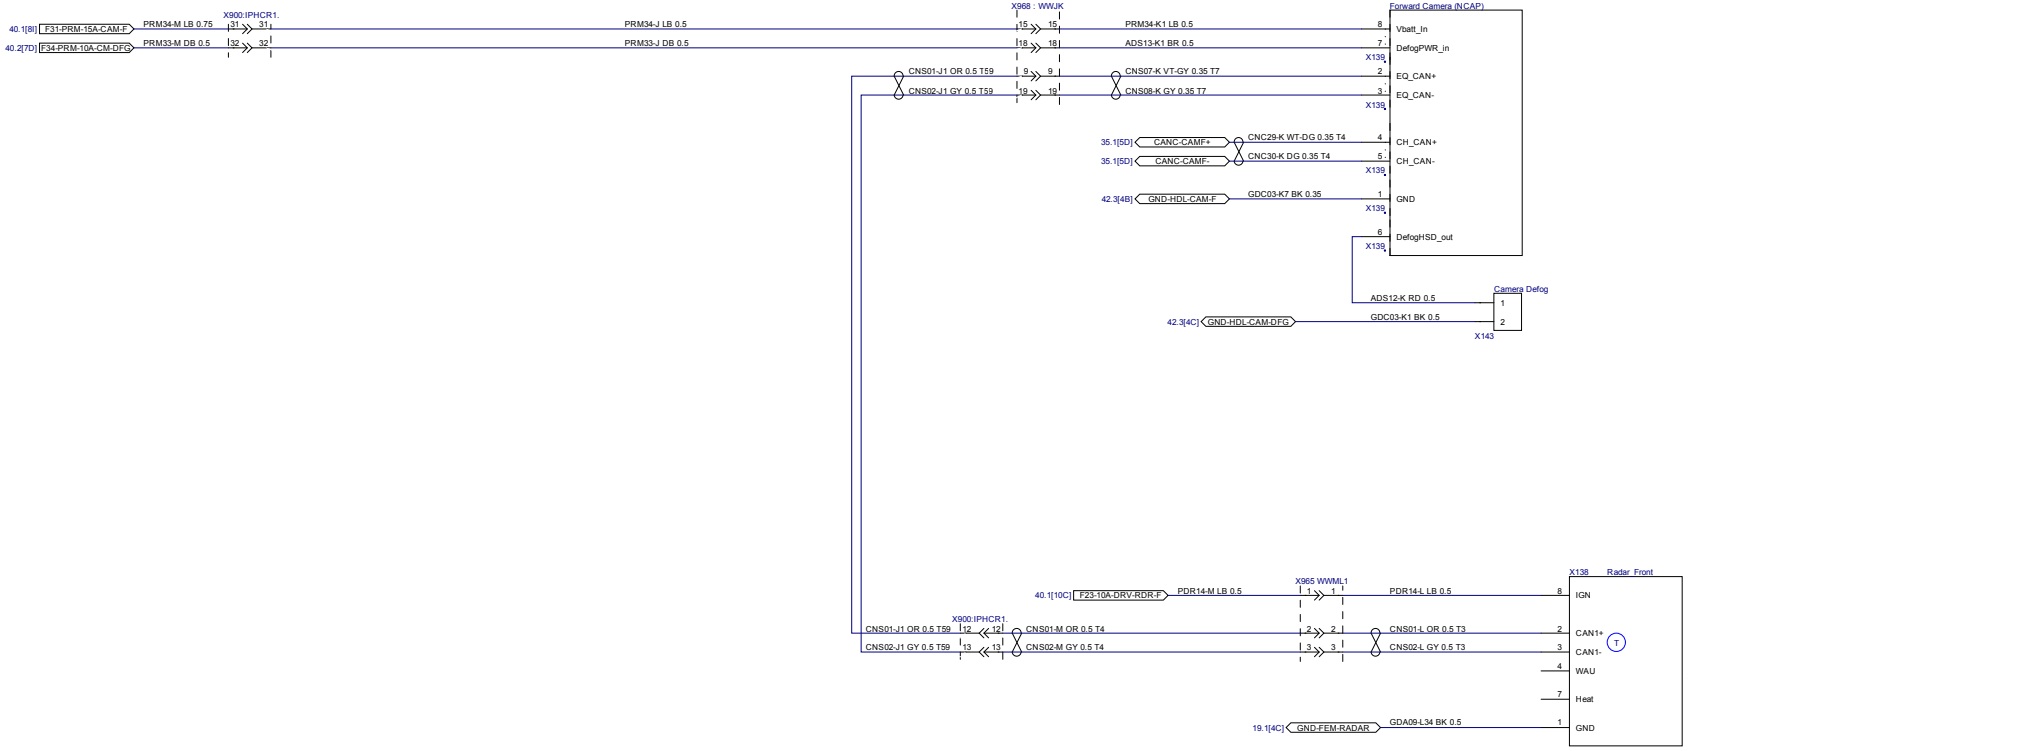 X900:IPHCR1.
X968 : WWJK
Forward Camera (NCAP)
40.1[8I] F31-PRM-15A-CAM-F PRM34-M LB 0.75 31 31 PRM34-J LB 0.5 15 15 PRM34-K1 LB 0.5 8 Vbatt_In
40.2[7D] F34-PRM-10A-CM-DFG PRM33-M DB 0.5 32 32 PRM33-J DB 0.5 18 18 ADS13-K1 BR 0.5 7 DefogPWR_in
X139
CNS01-J1 OR 0.5 T59 9 9 CNS07-K VT-GY 0.35 T7 2 EQ_CAN+
CNS02-J1 GY 0.5 T59 19 19 CNS08-K GY 0.35 T7 3 EQ_CAN-
X139
35.1[5D] CANC-CAMF+ CNC29-K WT-DG 0.35 T4 4 CH_CAN+
35.1[5D] CANC-CAMF- CNC30-K DG 0.35 T4 5 CH_CAN-
X139
42.3[4B] GND-HDL-CAM-F GDC03-K7 BK 0.35 1 GND
X139
6 DefogHSD_out
X139
Camera Defog
ADS12-K RD 0.5 1
42.3[4C] GND-HDL-CAM-DFG GDC03-K1 BK 0.5 2
X143
X138 Radar Front
X965 WWML1
40.1[10C] F23-10A-DRV-RDR-F PDR14-M LB 0.5 1 1 PDR14-L LB 0.5 8 IGN
X900:IPHCR1.
CNS01-J1 OR 0.5 T59 12 12 CNS01-M OR 0.5 T4 2 2 CNS01-L OR 0.5 T3 2 CAN1+
T
CNS02-J1 GY 0.5 T59 13 13 CNS02-M GY 0.5 T4 3 3 CNS02-L GY 0.5 T3 3 CAN1-
4 WAU
7 Heat
19.1[4C] GND-FEM-RADAR GDA09-L34 BK 0.5 1 GND